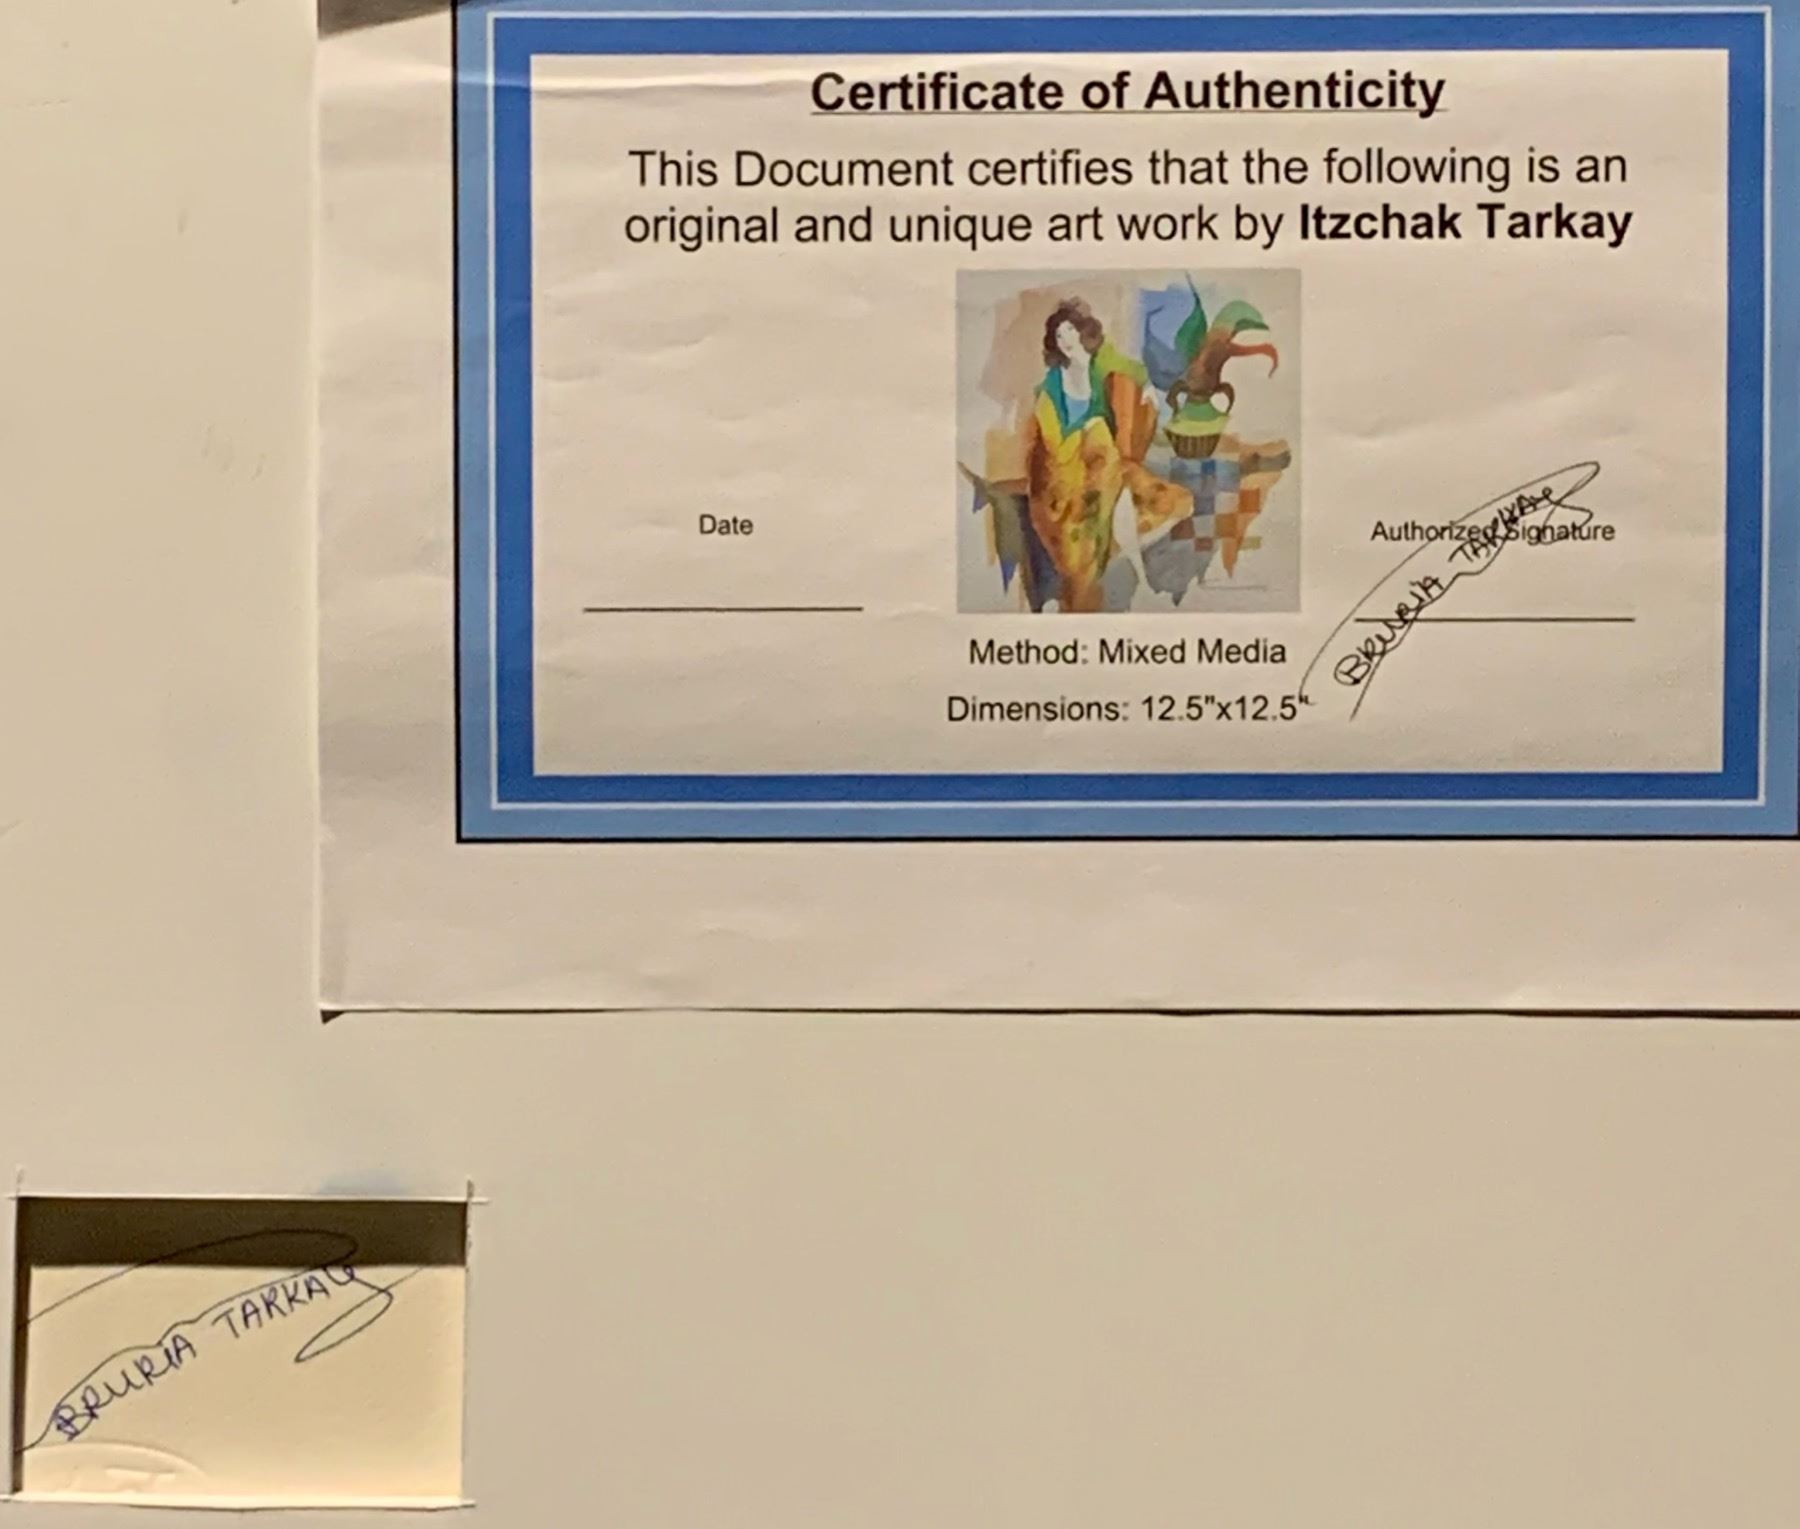 Certificate of Authenticity
This Document certifies that the following is an
original and unique art work by Itzchak Tarkay
Date
Authorized Signature
BRURIA TARKAY
Method: Mixed Media
Dimensions: 12.5"x12.5"
BRURIA TARKAY